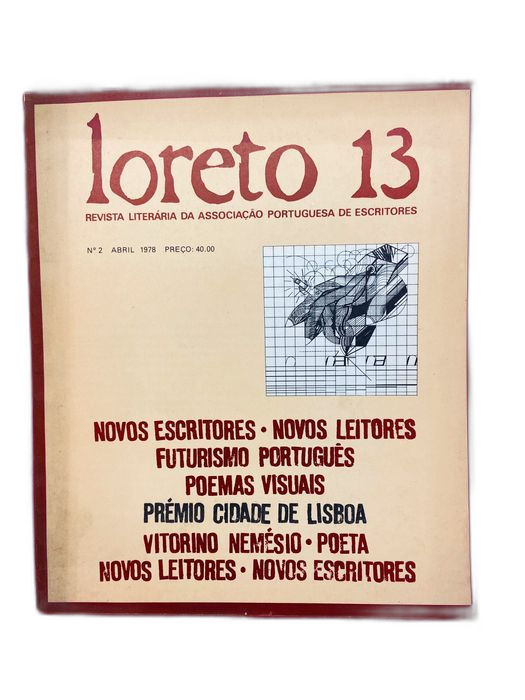 loreto 13
REVISTA LITERÁRIA DA ASSOCIAÇÃO PORTUGUESA DE ESCRITORES
Nº 2 ABRIL 1978 PREÇO: 40.00
NOVOS ESCRITORES • NOVOS LEITORES
FUTURISMO PORTUGUÊS
POEMAS VISUAIS
PRÉMIO CIDADE DE LISBOA
VITORINO NEMÉSIO • POETA
NOVOS LEITORES • NOVOS ESCRITORES